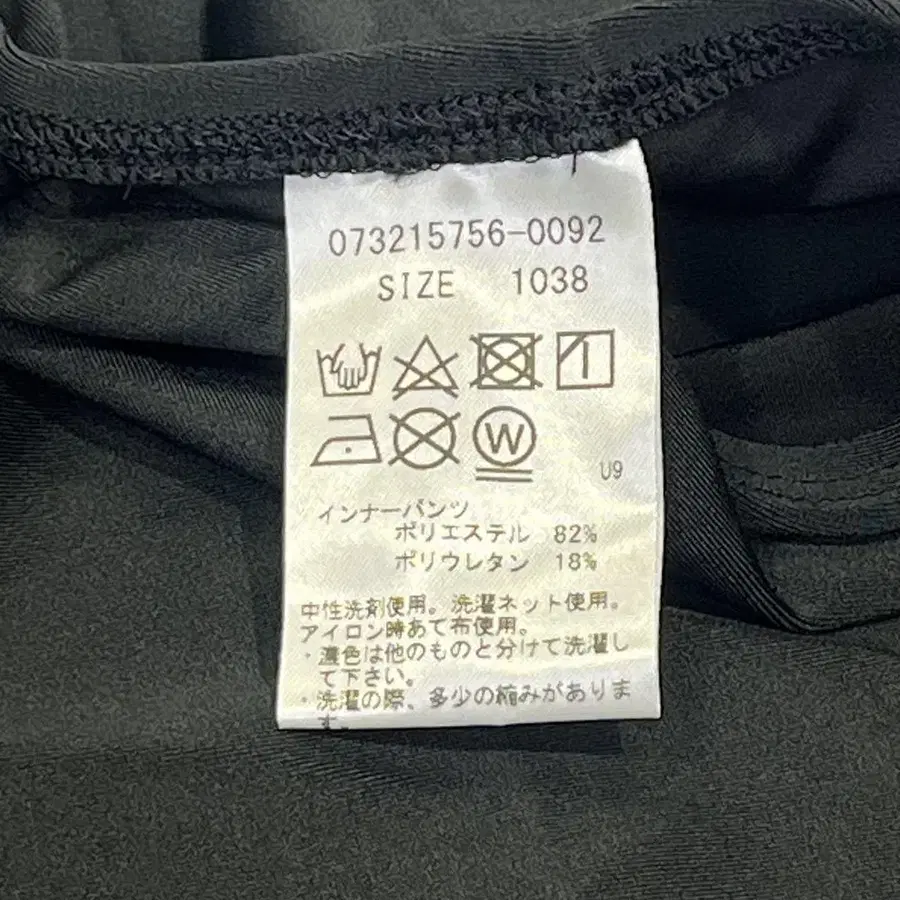 073215756-0092
SIZE 1038
W
U9
インナーパンツ
ポリエステル 82%
ポリウレタン 18%
中性洗剤使用。洗濯ネット使用。
アイロン時あて布使用。
・濃色は他のものと分けて洗濯し
て下さい。
・洗濯の際、多少の縮みがありま
す。